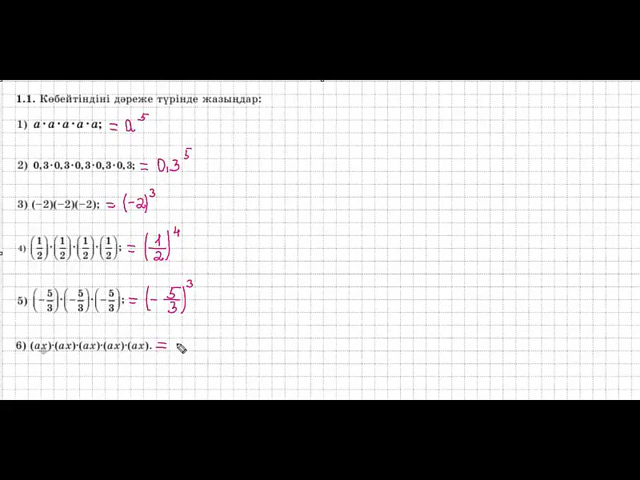 1.1. Көбейтіндіні дәреже түрінде жазыңдар:
1) a·a·a·a·a; = a⁵
2) 0,3·0,3·0,3·0,3·0,3; = 0,3⁵
3) (−2)(−2)(−2); = (−2)³
4) (1/2)·(1/2)·(1/2)·(1/2); = (1/2)⁴
5) (−5/3)·(−5/3)·(−5/3); = (−5/3)³
6) (ax)·(ax)·(ax)·(ax)·(ax). =